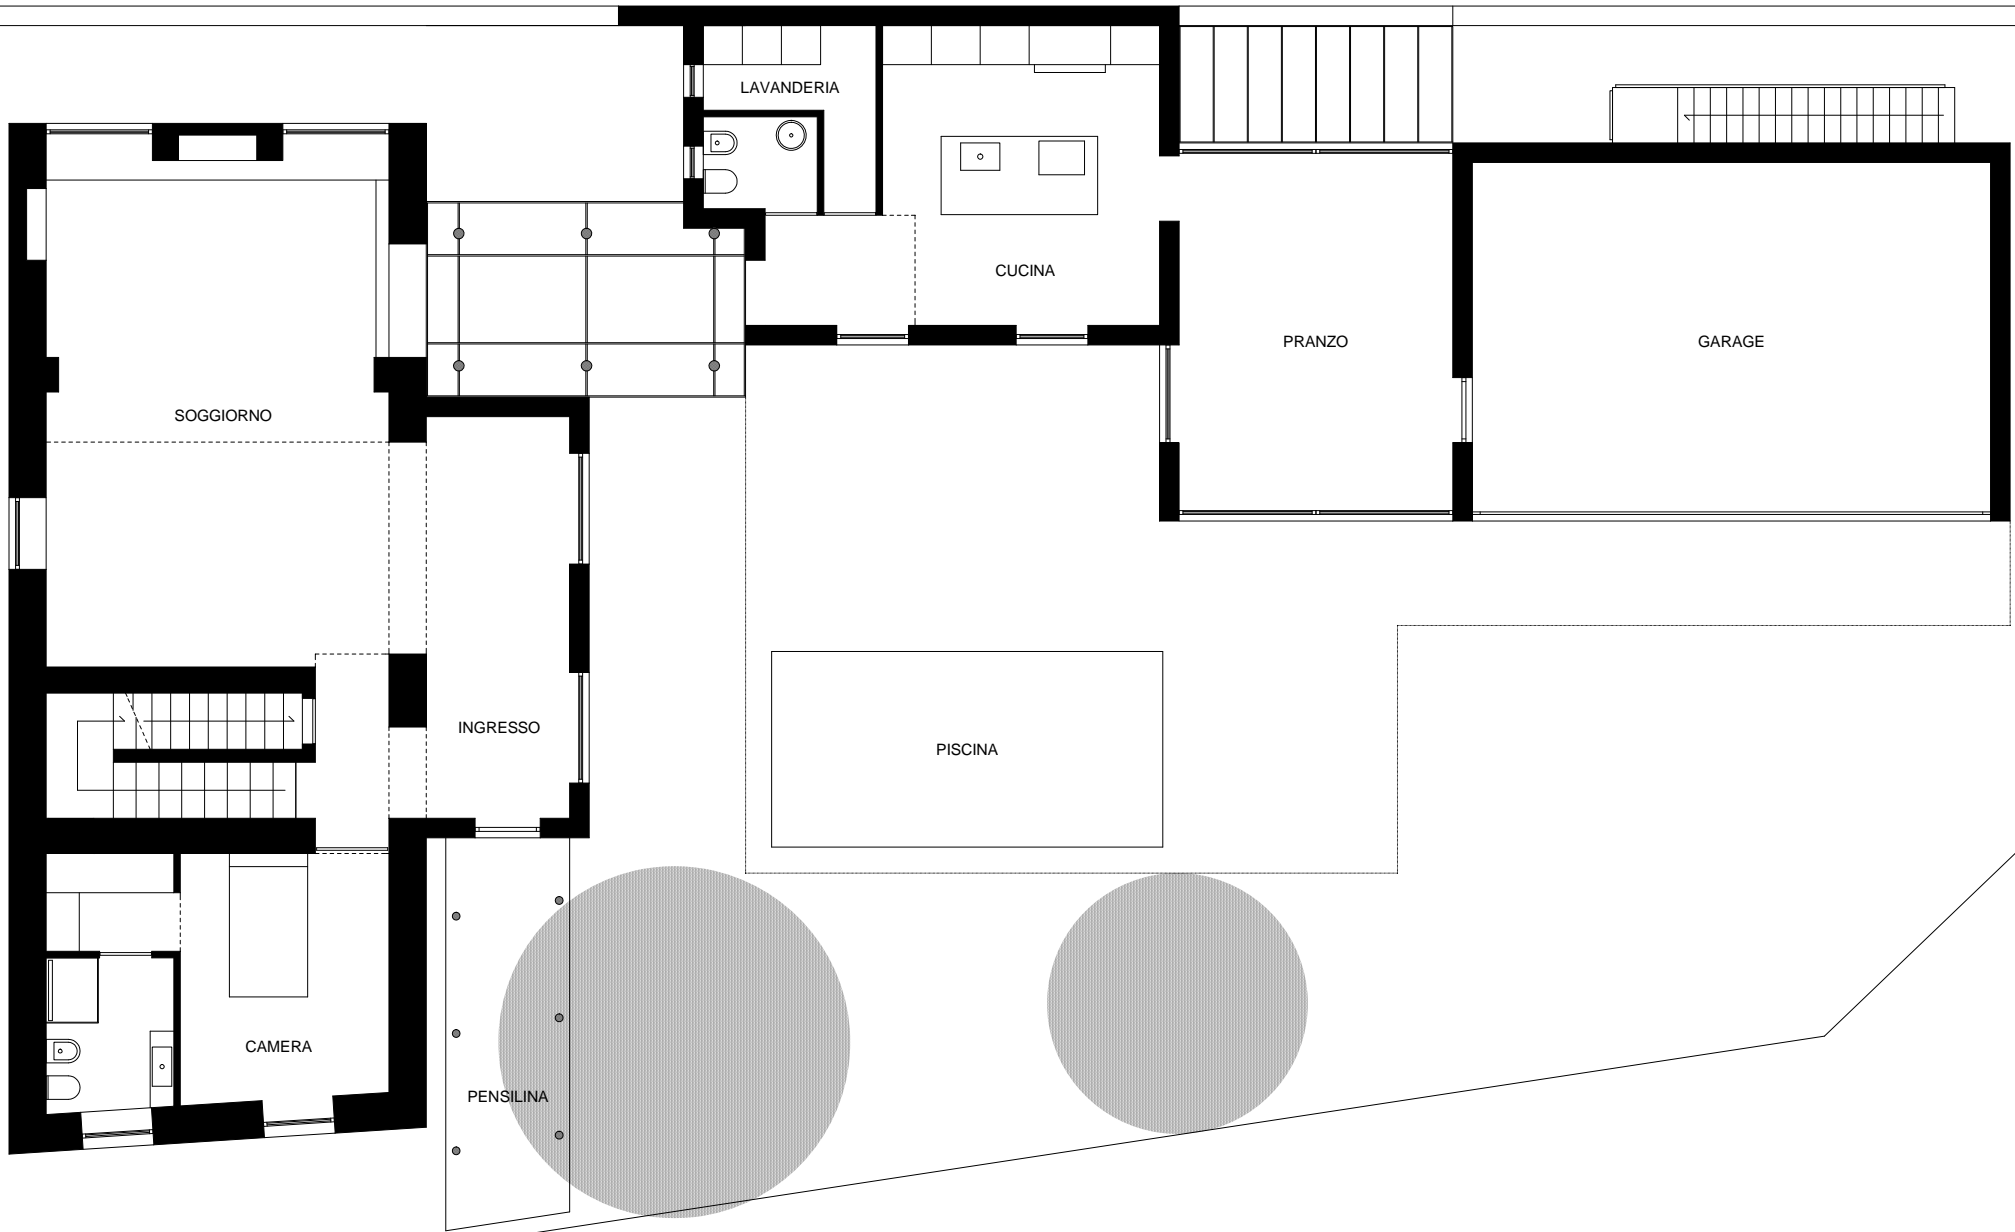 LAVANDERIA
CUCINA
PRANZO
GARAGE
SOGGIORNO
INGRESSO
PISCINA
CAMERA
PENSILINA